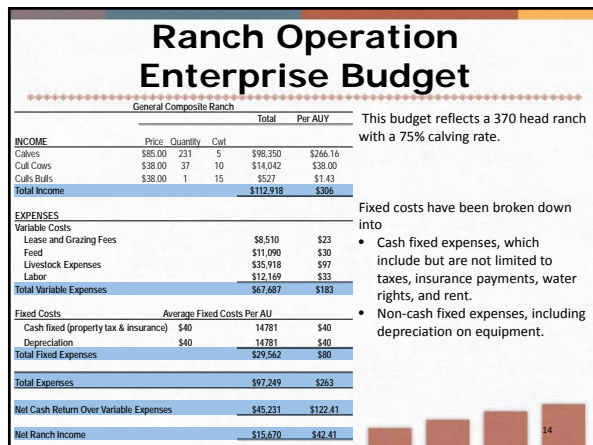 Ranch Operation
Enterprise Budget
General Composite Ranch
Total Per AUY
INCOME Price Quantity Cwt
Calves $85.00 231 5 $98,350 $266.16
Cull Cows $38.00 37 10 $14,042 $38.00
Culls Bulls $38.00 1 15 $527 $1.43
Total Income $112,918 $306
EXPENSES
Variable Costs
Lease and Grazing Fees $8,510 $23
Feed $11,090 $30
Livestock Expenses $35,918 $97
Labor $12,169 $33
Total Variable Expenses $67,687 $183
Fixed Costs Average Fixed Costs Per AU
Cash fixed (property tax & insurance) $40 14781 $40
Depreciation $40 14781 $40
Total Fixed Expenses $29,562 $80
Total Expenses $97,249 $263
Net Cash Return Over Variable Expenses $45,231 $122.41
Net Ranch Income $15,670 $42.41
This budget reflects a 370 head ranch
with a 75% calving rate.
Fixed costs have been broken down
into
• Cash fixed expenses, which
include but are not limited to
taxes, insurance payments, water
rights, and rent.
• Non-cash fixed expenses, including
depreciation on equipment.
14